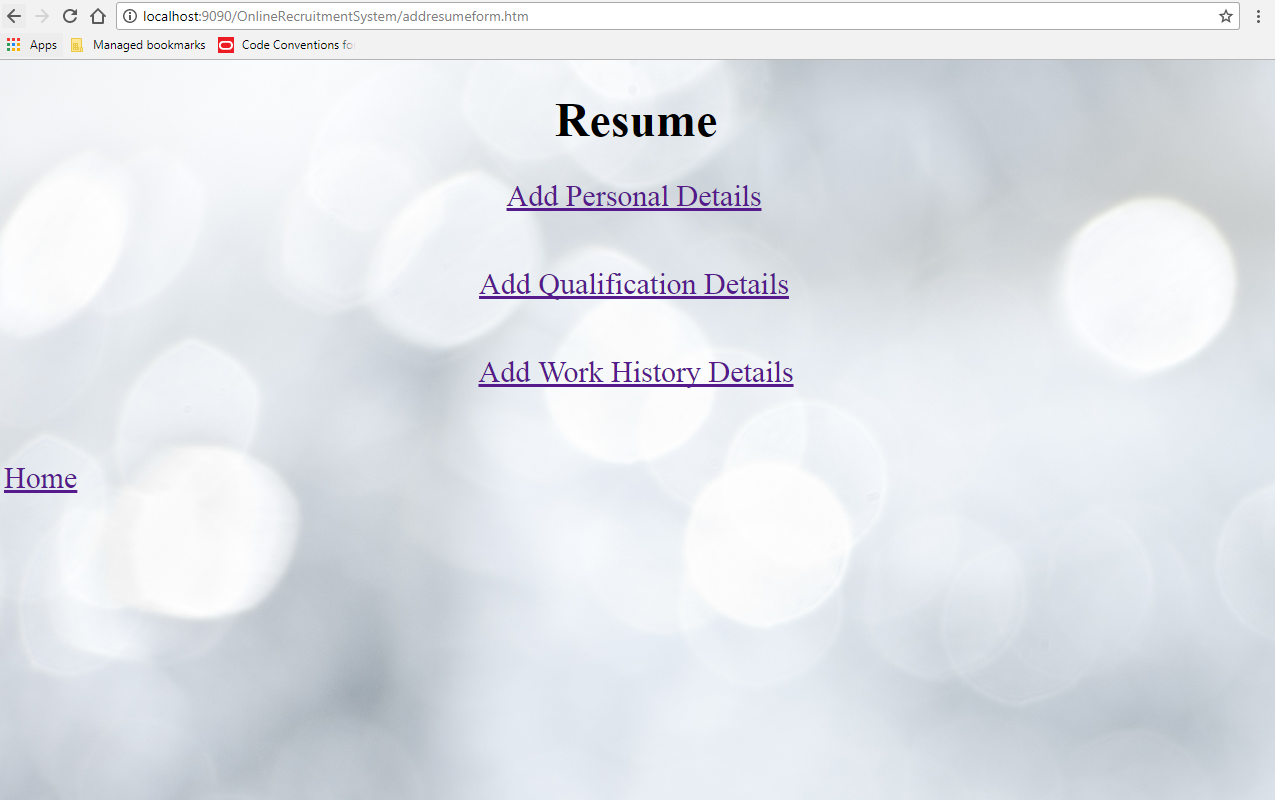 localhost:9090/OnlineRecruitmentSystem/addresumeform.htm
Apps Managed bookmarks Code Conventions fo
Resume
Add Personal Details
Add Qualification Details
Add Work History Details
Home